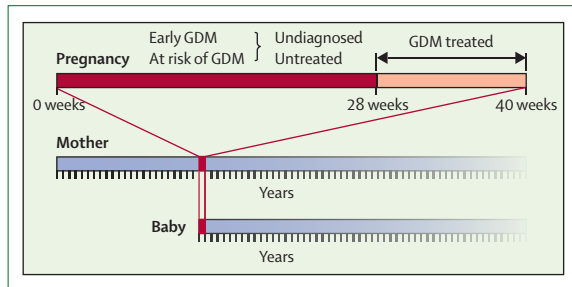 Early GDM Undiagnosed GDM treated
Pregnancy At risk of GDM Untreated
0 weeks 28 weeks 40 weeks
Mother
Years
Baby
Years